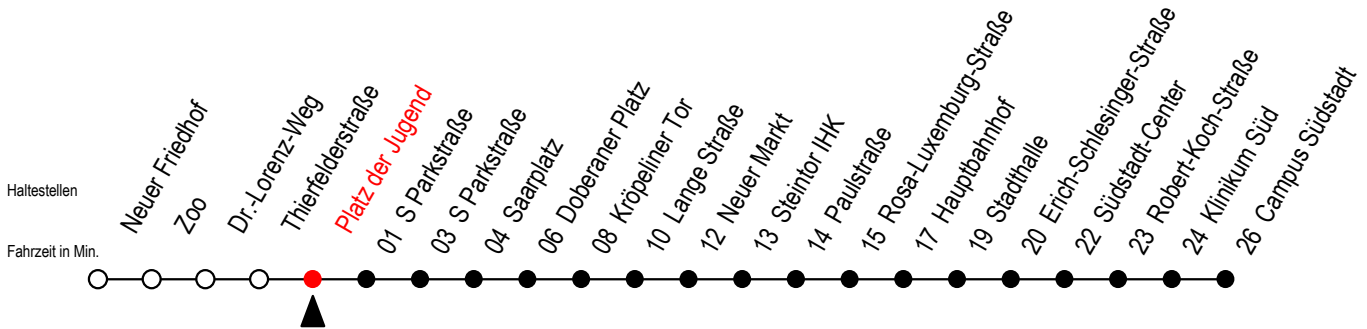 Haltestellen
Fahrzeit in Min.
Neuer Friedhof
Zoo
Dr.-Lorenz-Weg
Thierfelderstraße
Platz der Jugend
01 S Parkstraße
03 S Parkstraße
04 Saarplatz
06 Doberaner Platz
08 Kröpeliner Tor
10 Lange Straße
12 Neuer Markt
13 Steintor IHK
14 Paulstraße
15 Rosa-Luxemburg-Straße
17 Hauptbahnhof
19 Stadthalle
20 Erich-Schlesinger-Straße
22 Südstadt-Center
23 Robert-Koch-Straße
24 Klinikum Süd
26 Campus Südstadt